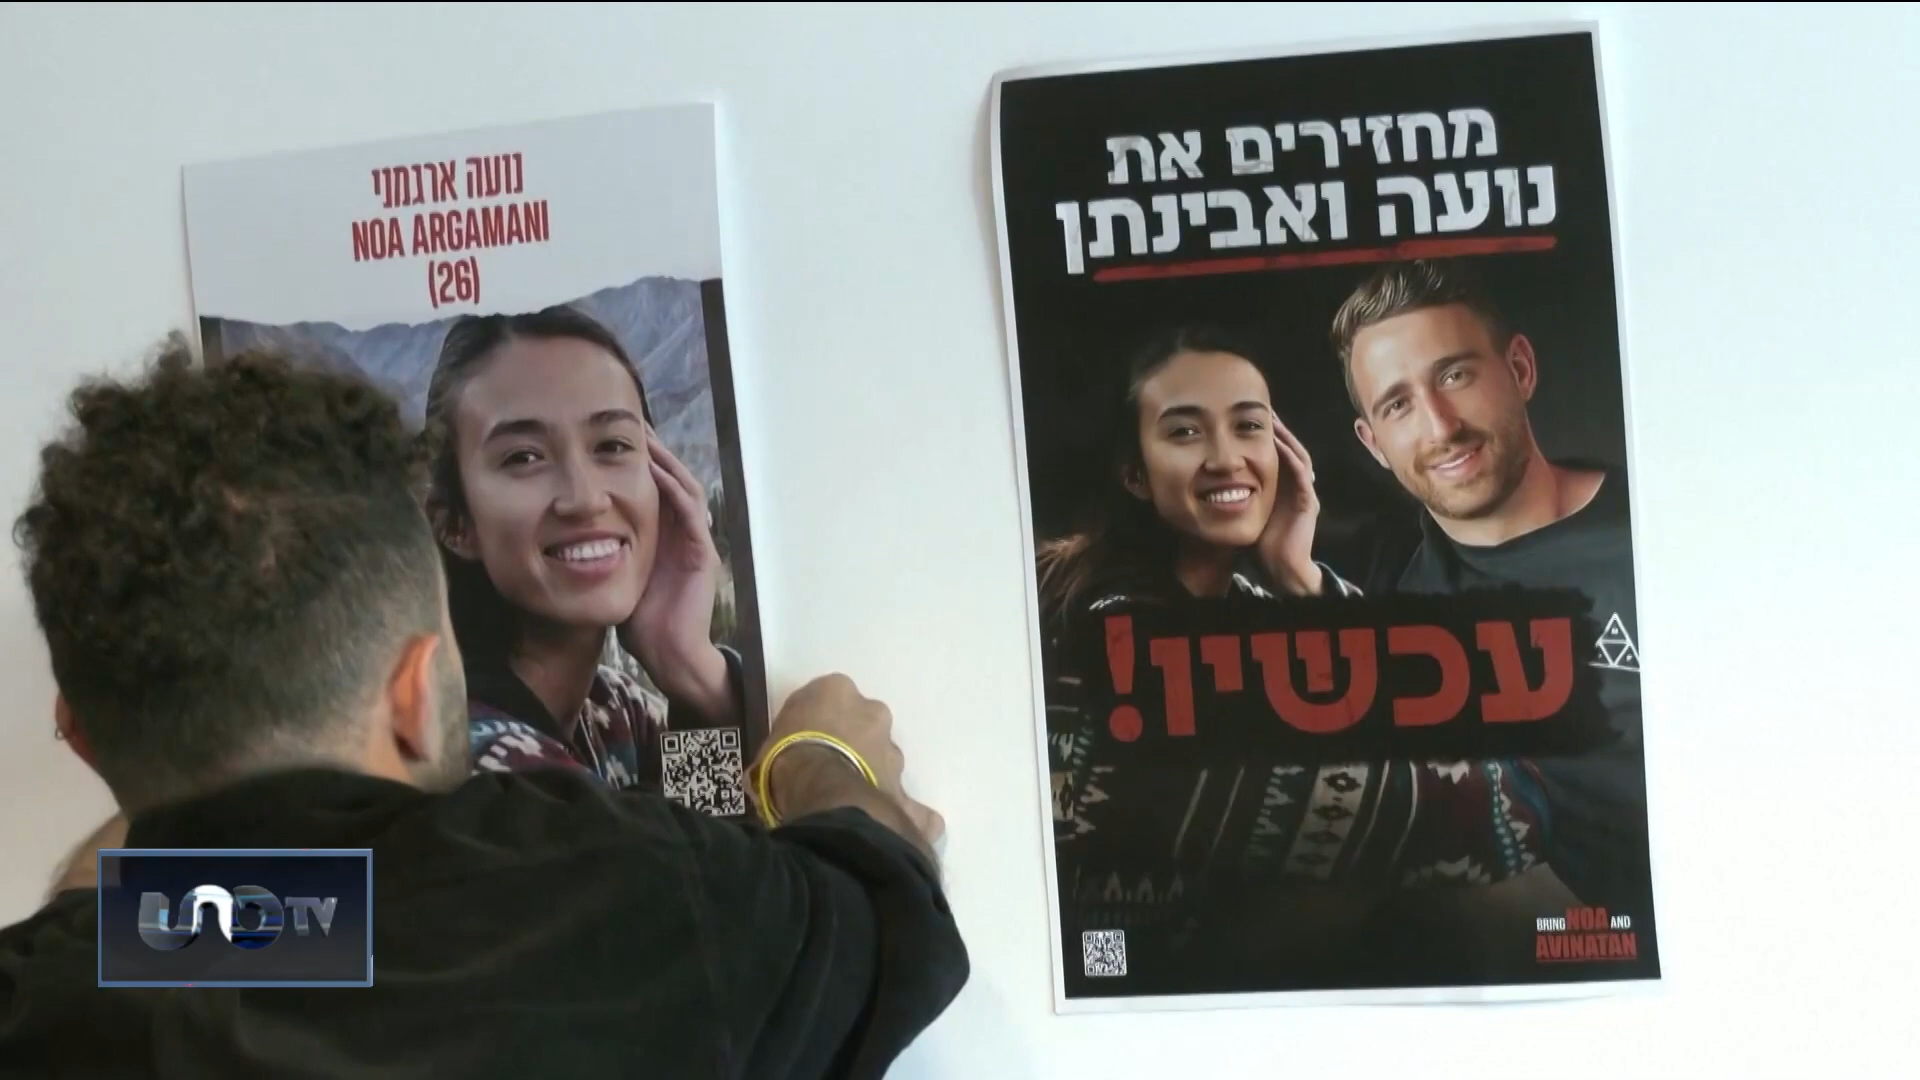 נועה ארגמני
NOA ARGAMANI
(26)
מחזירים את
נועה ואבינתן
עכשיו!
BRING NOA AND
AVINATAN
UNO TV